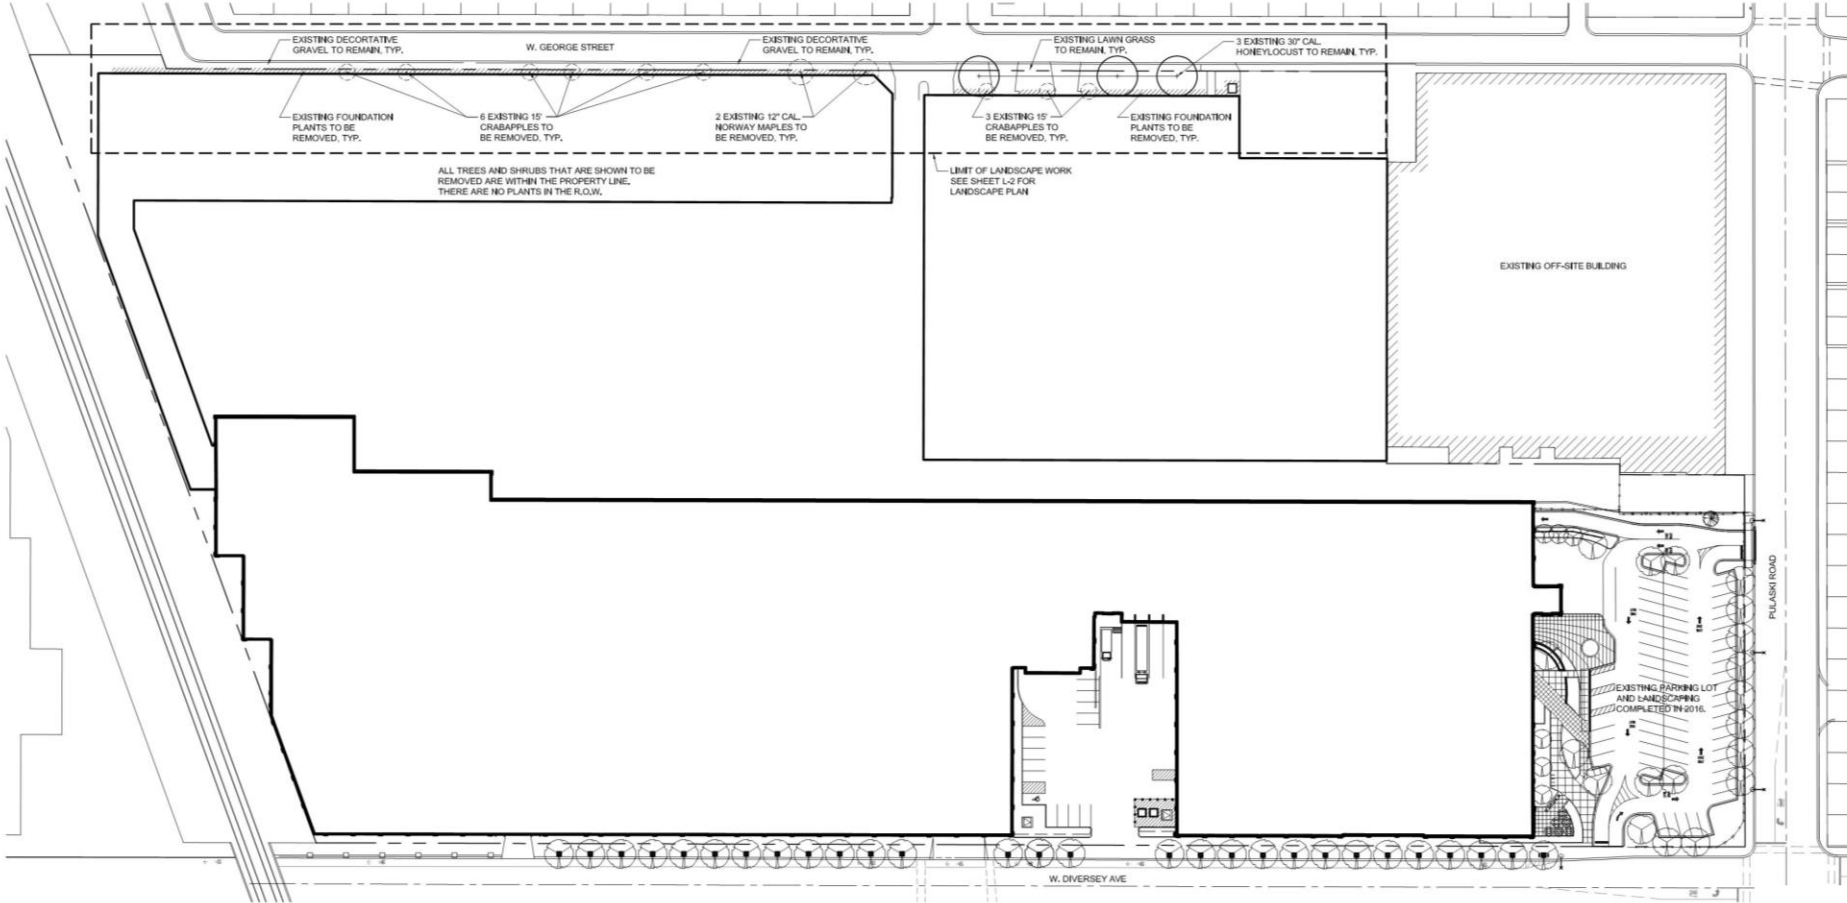 EXISTING DECORTATIVE
GRAVEL TO REMAIN, TYP.
W. GEORGE STREET
EXISTING DECORTATIVE
GRAVEL TO REMAIN, TYP.
EXISTING LAWN GRASS
TO REMAIN, TYP.
3 EXISTING 30" CAL.
HONEYLOCUST TO REMAIN, TYP.
EXISTING FOUNDATION
PLANTS TO BE
REMOVED, TYP.
6 EXISTING 15'
CRABAPPLES TO
BE REMOVED, TYP.
2 EXISTING 12" CAL.
NORWAY MAPLES TO
BE REMOVED, TYP.
3 EXISTING 15'
CRABAPPLES TO
BE REMOVED, TYP.
EXISTING FOUNDATION
PLANTS TO BE
REMOVED, TYP.
ALL TREES AND SHRUBS THAT ARE SHOWN TO BE
REMOVED ARE WITHIN THE PROPERTY LINE.
THERE ARE NO PLANTS IN THE R.O.W.
LIMIT OF LANDSCAPE WORK
SEE SHEET L-2 FOR
LANDSCAPE PLAN
EXISTING OFF-SITE BUILDING
PULASKI ROAD
EXISTING PARKING LOT
AND LANDSCAPING
COMPLETED IN 2016.
W. DIVERSEY AVE